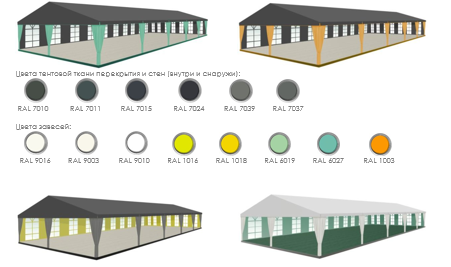 Цвета тентовой ткани перекрытия и стен (внутри и снаружи):
RAL 7010 RAL 7011 RAL 7015 RAL 7024 RAL 7039 RAL 7037
Цвета завесей:
RAL 9016 RAL 9003 RAL 9010 RAL 1016 RAL 1018 RAL 6019 RAL 6027 RAL 1003